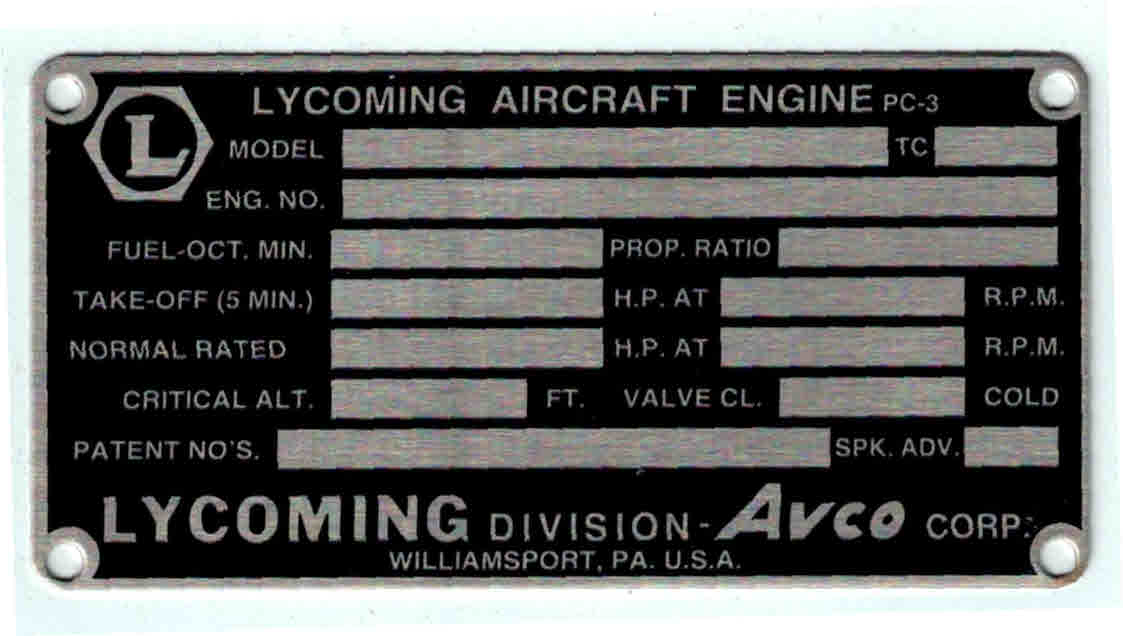 LYCOMING AIRCRAFT ENGINE PC-3
L
MODEL TC
ENG. NO.
FUEL-OCT. MIN. PROP. RATIO
TAKE-OFF (5 MIN.) H.P. AT R.P.M.
NORMAL RATED H.P. AT R.P.M.
CRITICAL ALT. FT. VALVE CL. COLD
PATENT NO'S. SPK. ADV.
LYCOMING DIVISION - AVCO CORP.
WILLIAMSPORT, PA. U.S.A.